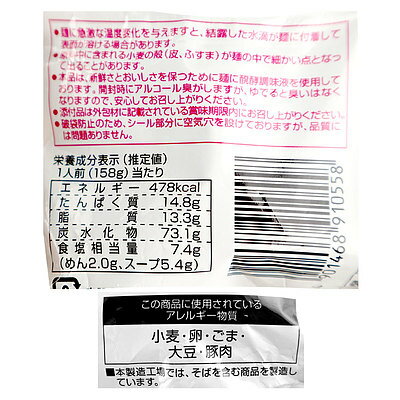 ●麺に急激な温度変化を与えますと、結露した水滴が麺に付着して
表面が溶ける場合があります。
中に含まれる小麦の殻(皮、ふすま)が麺の中で細かい点となっ
て出ることがあります。
●本品は、新鮮さとおいしさを保つために麺に醗酵調味液を使用して
おります。開封時にアルコール臭がしますが、ゆでると臭いはなく
なりますので、安心してお召し上がりください。
●添付品は外包材に記載されている賞味期限内にお召し上がりください。
●破袋防止のため、シール部分に空気穴を設けておりますが、品質に
は問題ありません。
栄養成分表示(推定値)
1人前(158g)当たり
エネルギー 478kcal
たんぱく質 14.8g
脂質 13.3g
炭水化物 73.1g
食塩相当量 7.4g
(めん2.0g、スープ5.4g)
この商品に使用されている
アレルギー物質
小麦・卵・ごま・
大豆・豚肉
■本製造工場では、そばを含む商品を製造し
ています。